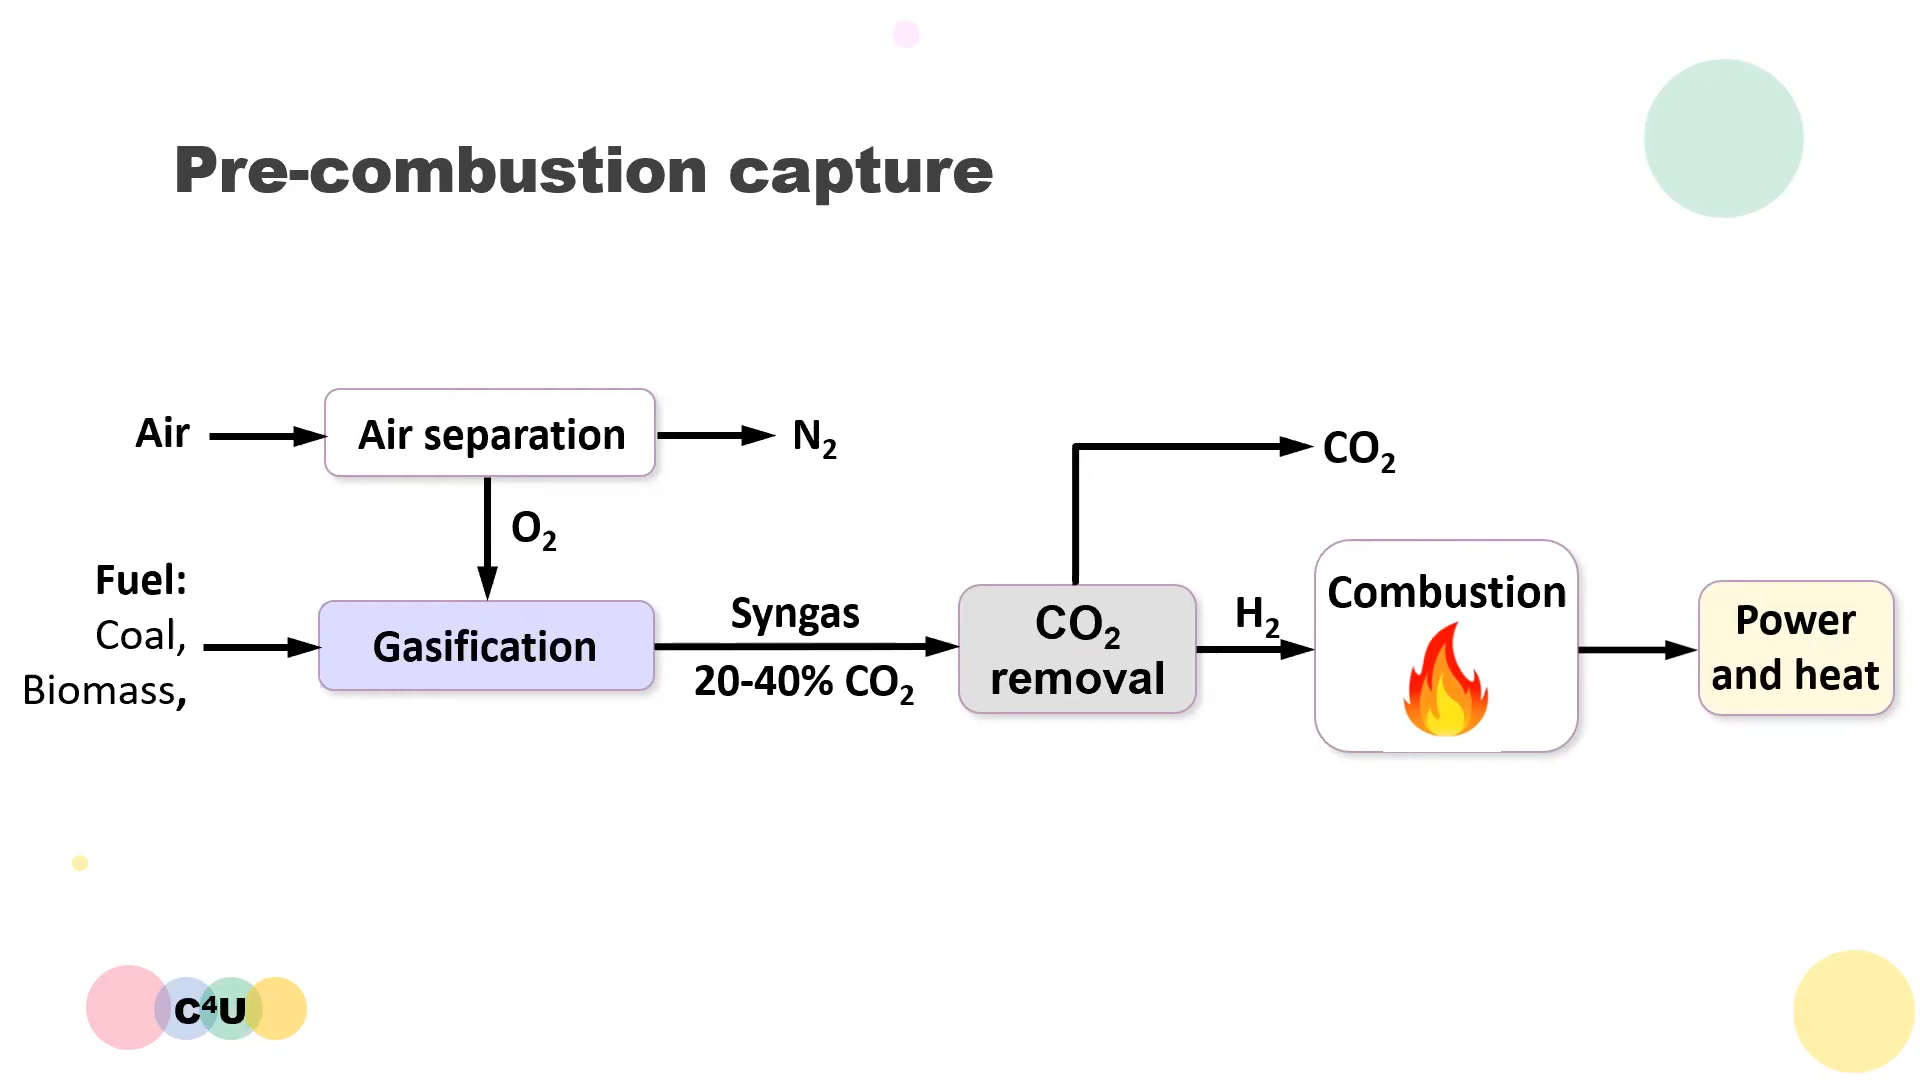 Pre-combustion capture
Air
Air separation
N₂
O₂
CO₂
Fuel:
Coal,
Biomass,
Gasification
Syngas
20-40% CO₂
CO₂
removal
H₂
Combustion
Power
and heat
C⁴U